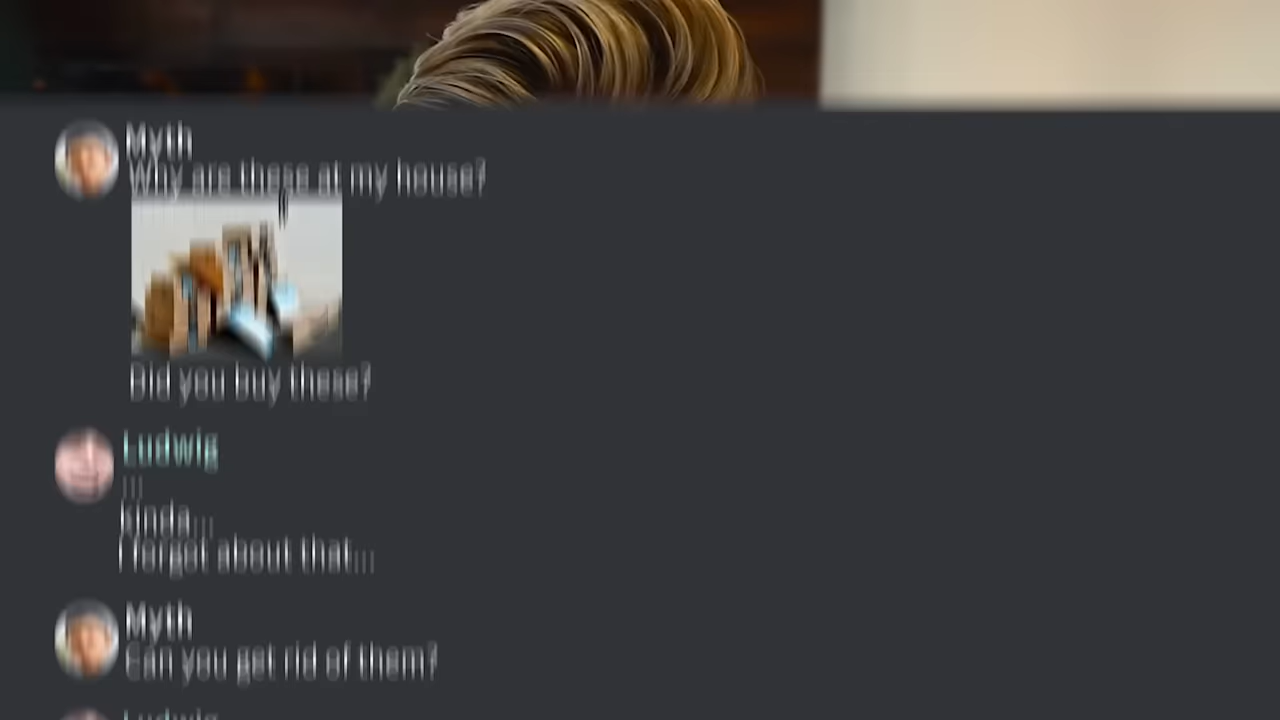 Myth
Why are these at my house?
Did you buy these?
Ludwig
...
kinda...
I forgot about that...
Myth
Can you get rid of them?
Ludwig